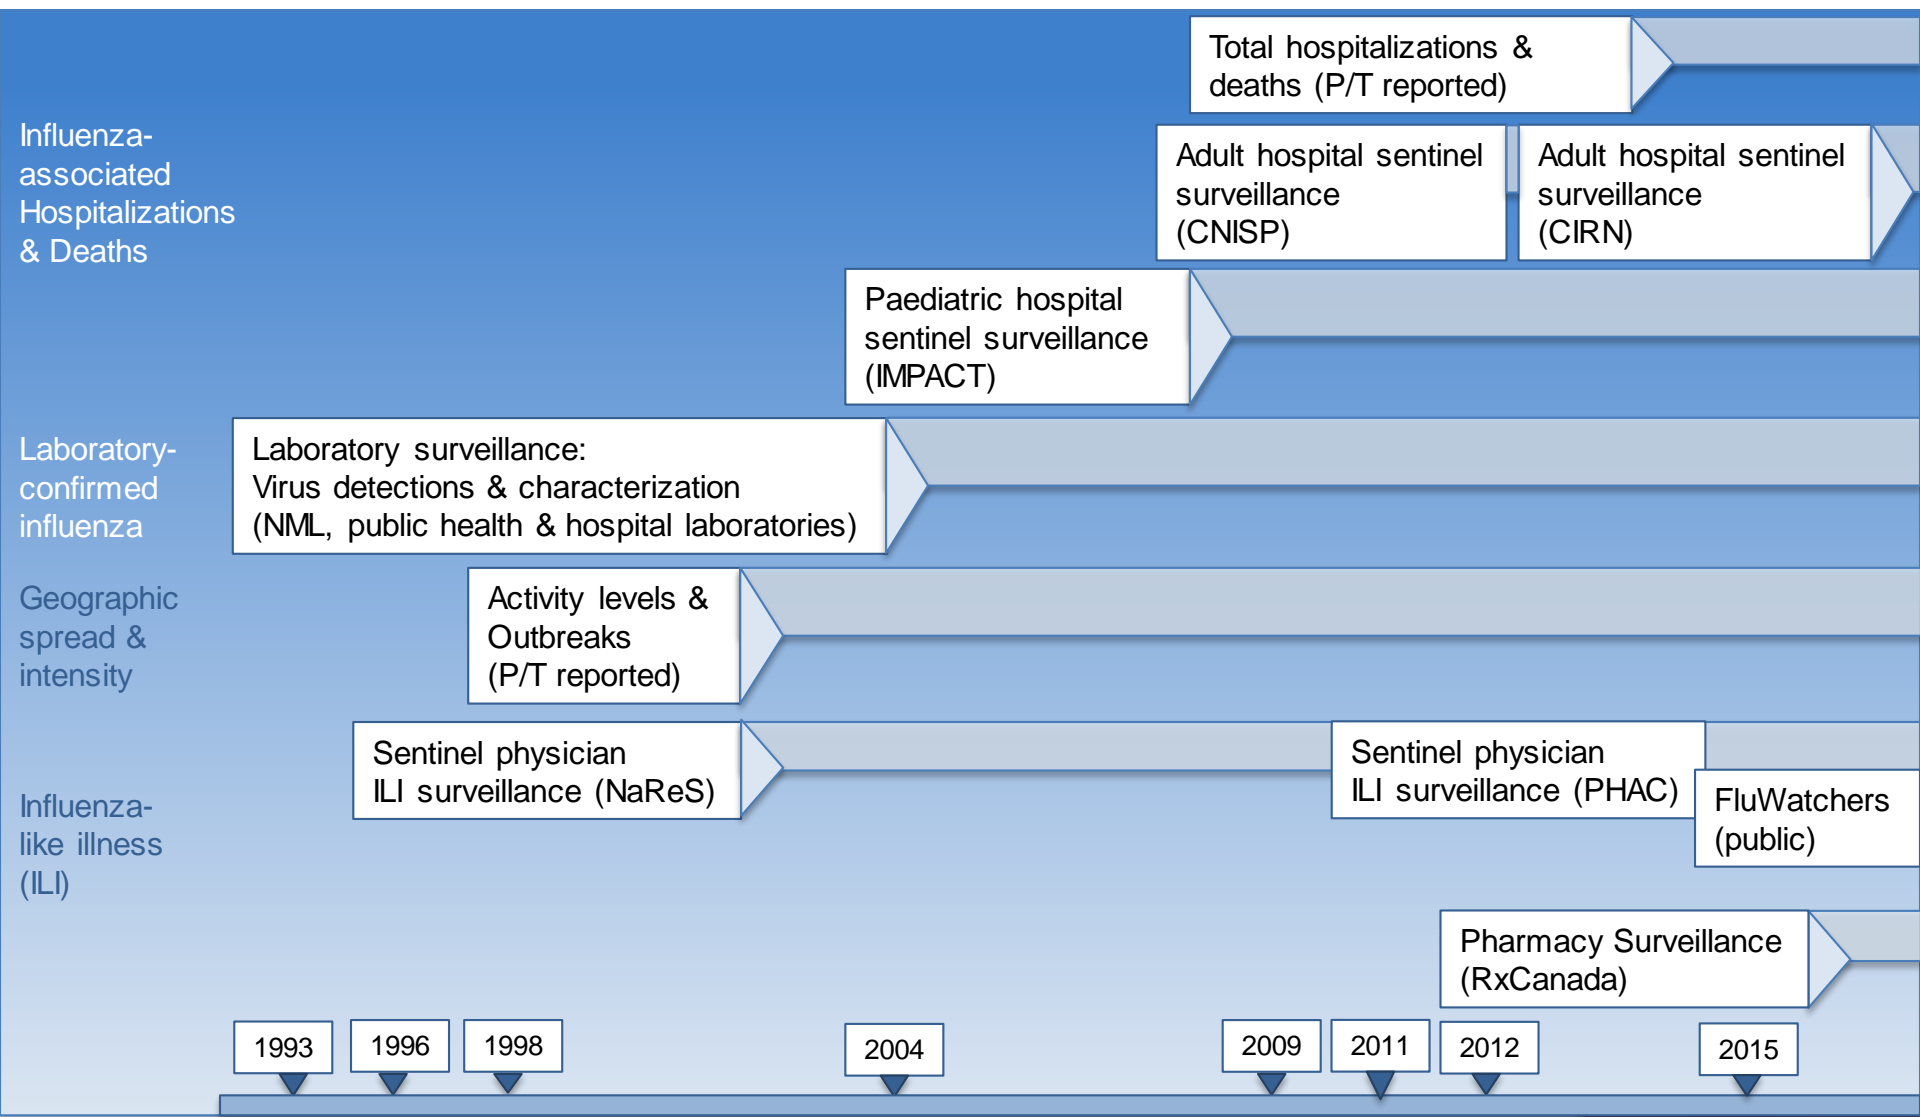 Total hospitalizations &
deaths (P/T reported)
Influenza-
associated
Hospitalizations
& Deaths
Adult hospital sentinel
surveillance
(CNISP)
Adult hospital sentinel
surveillance
(CIRN)
Paediatric hospital
sentinel surveillance
(IMPACT)
Laboratory-
confirmed
influenza
Laboratory surveillance:
Virus detections & characterization
(NML, public health & hospital laboratories)
Geographic
spread &
intensity
Activity levels &
Outbreaks
(P/T reported)
Influenza-
like illness
(ILI)
Sentinel physician
ILI surveillance (NaReS)
Sentinel physician
ILI surveillance (PHAC)
FluWatchers
(public)
Pharmacy Surveillance
(RxCanada)
1993
1996
1998
2004
2009
2011
2012
2015